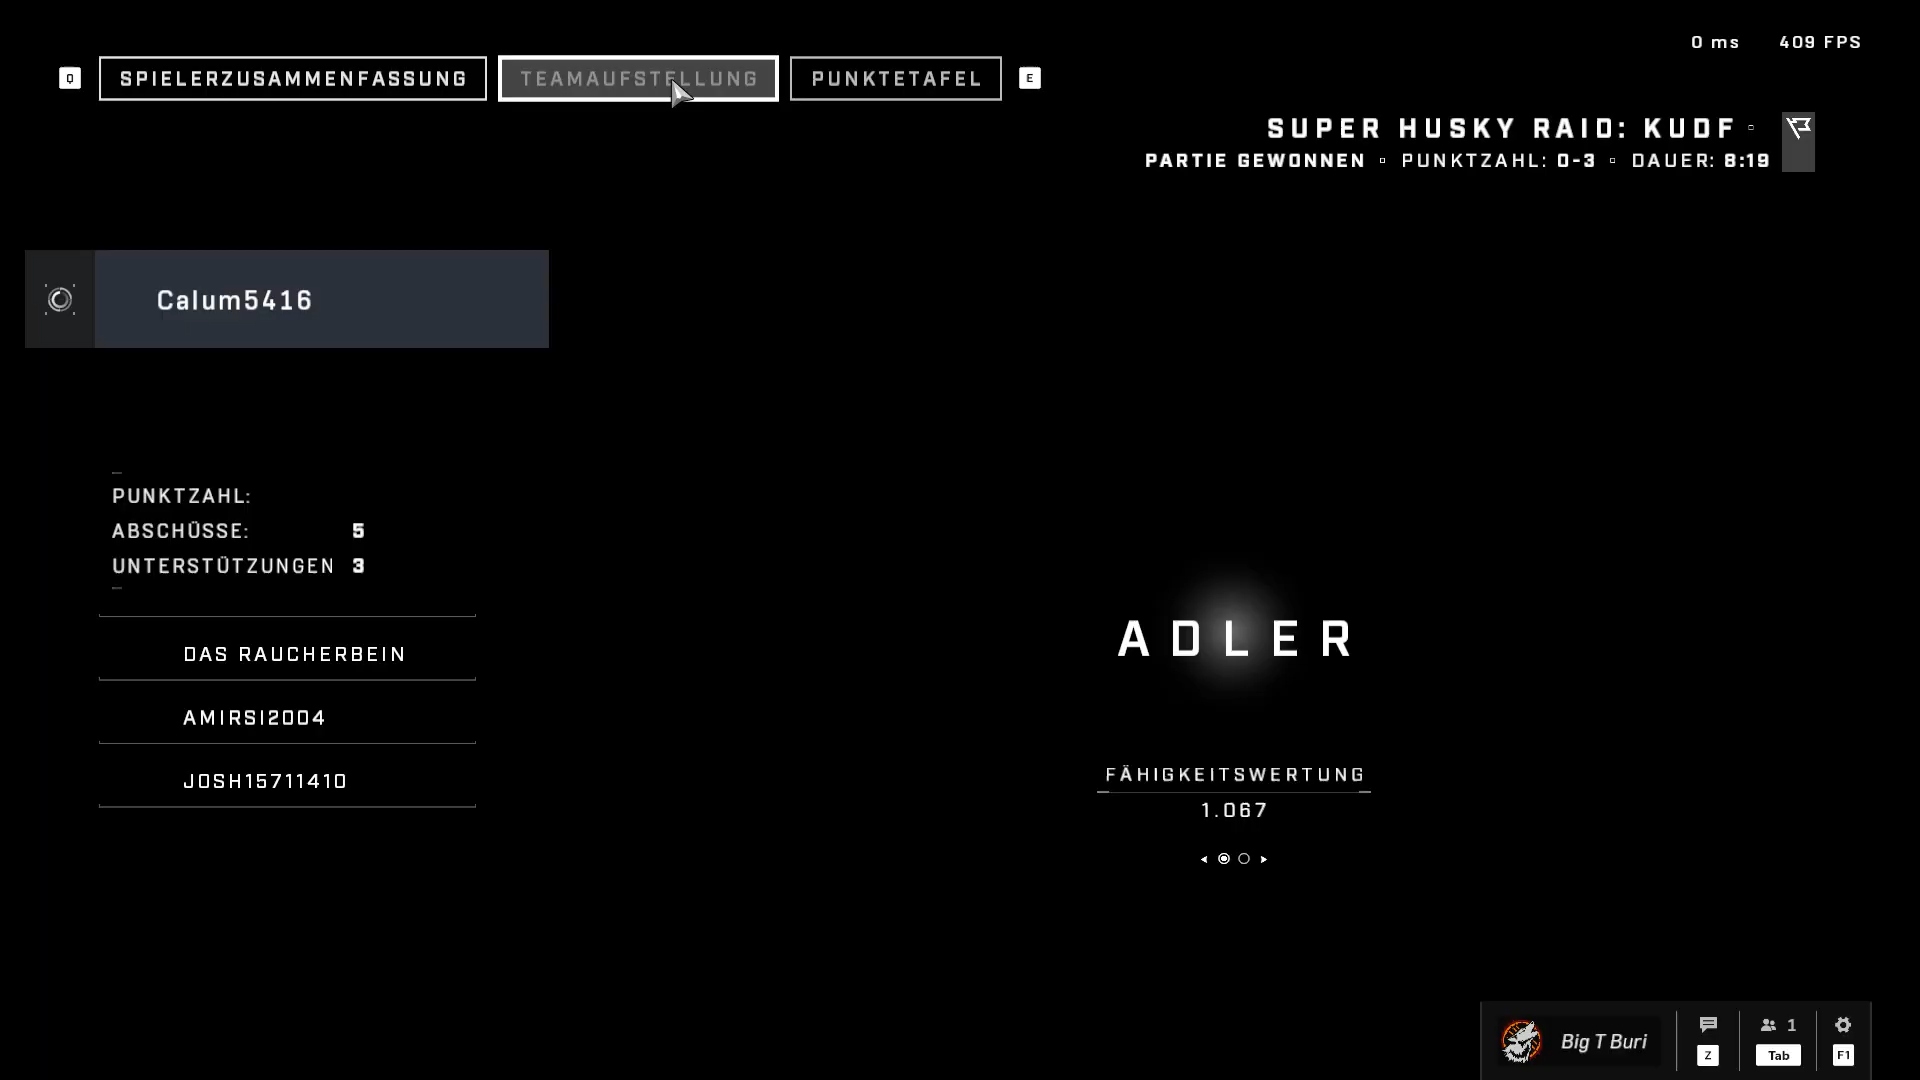 0 ms 409 FPS
Q SPIELERZUSAMMENFASSUNG TEAMAUFSTELLUNG PUNKTETAFEL E
SUPER HUSKY RAID: KUDF
PARTIE GEWONNEN PUNKTZAHL: 0-3 DAUER: 8:19
Calum5416
PUNKTZAHL:
ABSCHÜSSE: 5
UNTERSTÜTZUNGEN 3
DAS RAUCHERBEIN
AMIRSI2004
JOSH15711410
ADLER
FÄHIGKEITSWERTUNG
1.067
Big T Buri 1
Z Tab F1